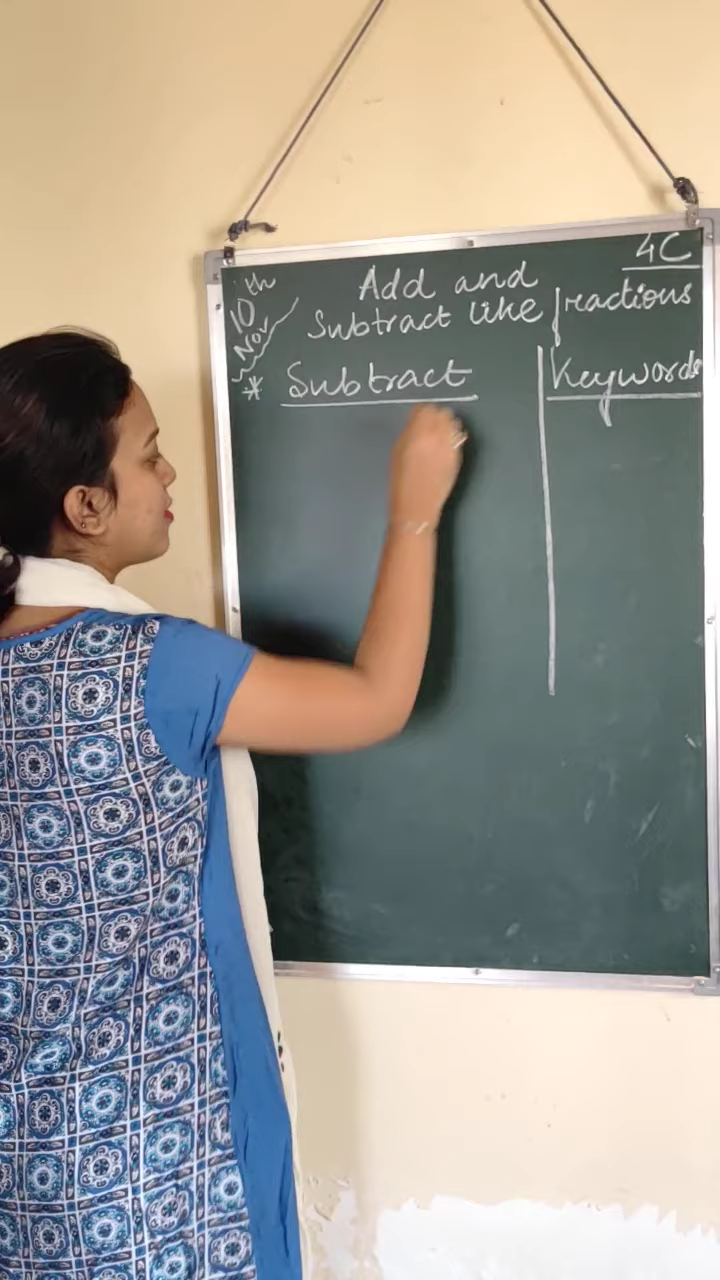 4C
10th
Nov
Add and
Subtract like fractions
* Subtract
Keywords